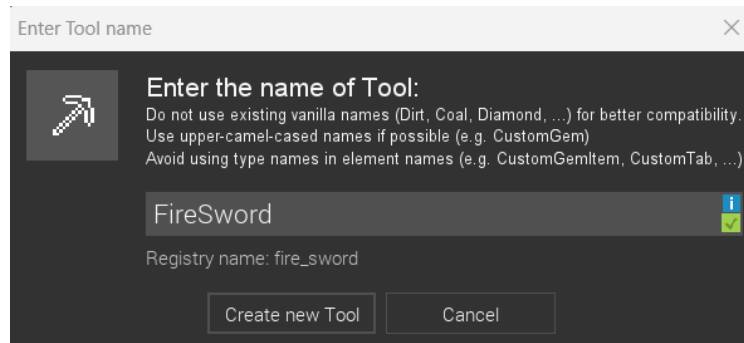 Enter Tool name
Enter the name of Tool:
Do not use existing vanilla names (Dirt, Coal, Diamond, ...) for better compatibility.
Use upper-camel-cased names if possible (e.g. CustomGem)
Avoid using type names in element names (e.g. CustomGemItem, CustomTab, ...)
FireSword
i
Registry name: fire_sword
Create new Tool
Cancel